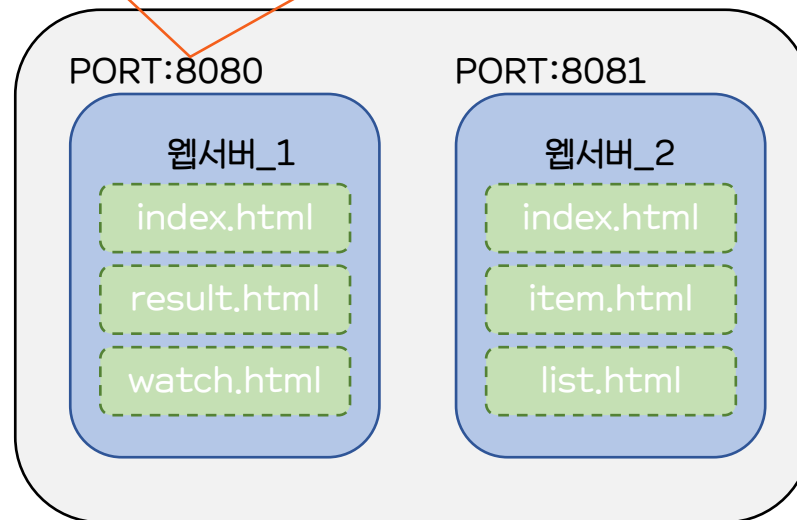 PORT:8080
웹서버_1
index.html
result.html
watch.html
PORT:8081
웹서버_2
index.html
item.html
list.html